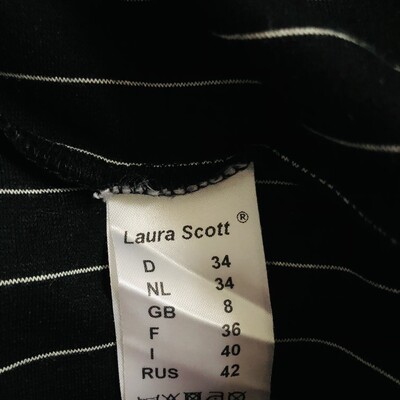 Laura Scott ®
D 34
NL 34
GB 8
F 36
I 40
RUS 42